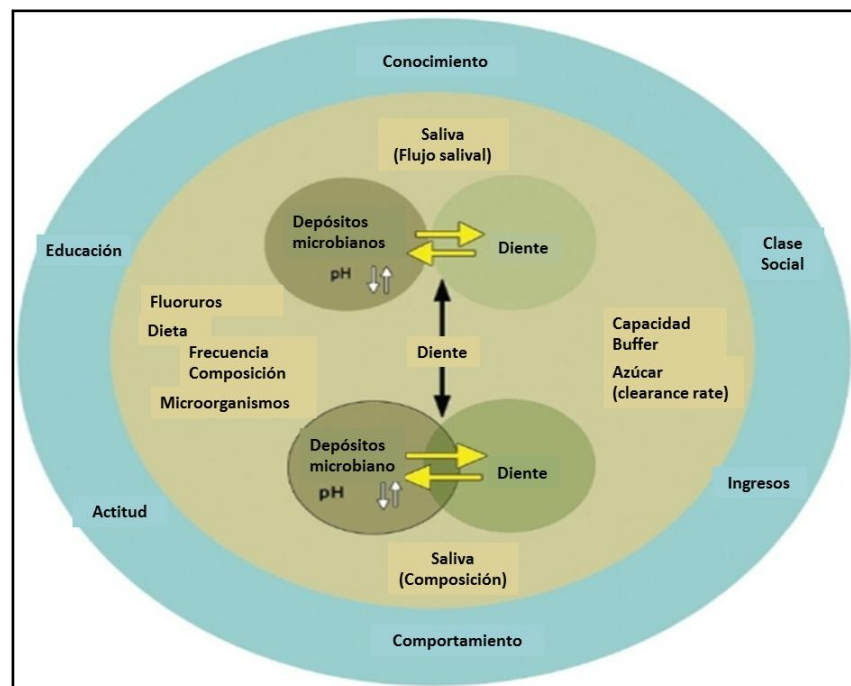 Conocimiento
Saliva
(Flujo salival)
Depósitos
microbianos
pH
Diente
Educación
Clase
Social
Fluoruros
Dieta
Frecuencia
Composición
Microorganismos
Diente
Capacidad
Buffer
Azúcar
(clearance rate)
Depósitos
microbiano
pH
Diente
Actitud
Ingresos
Saliva
(Composición)
Comportamiento